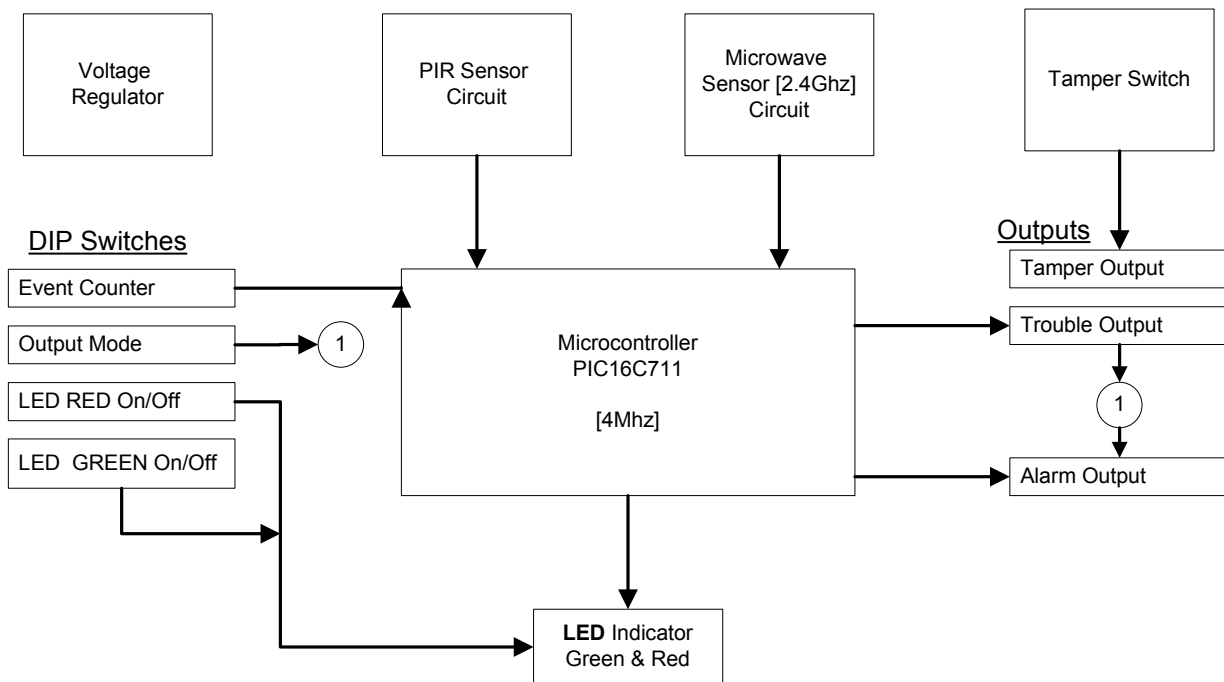 Voltage
Regulator
PIR Sensor
Circuit
Microwave
Sensor [2.4Ghz]
Circuit
Tamper Switch
DIP Switches
Event Counter
Output Mode
1
LED RED On/Off
LED GREEN On/Off
Microcontroller
PIC16C711
[4Mhz]
Outputs
Tamper Output
Trouble Output
1
Alarm Output
LED Indicator
Green & Red